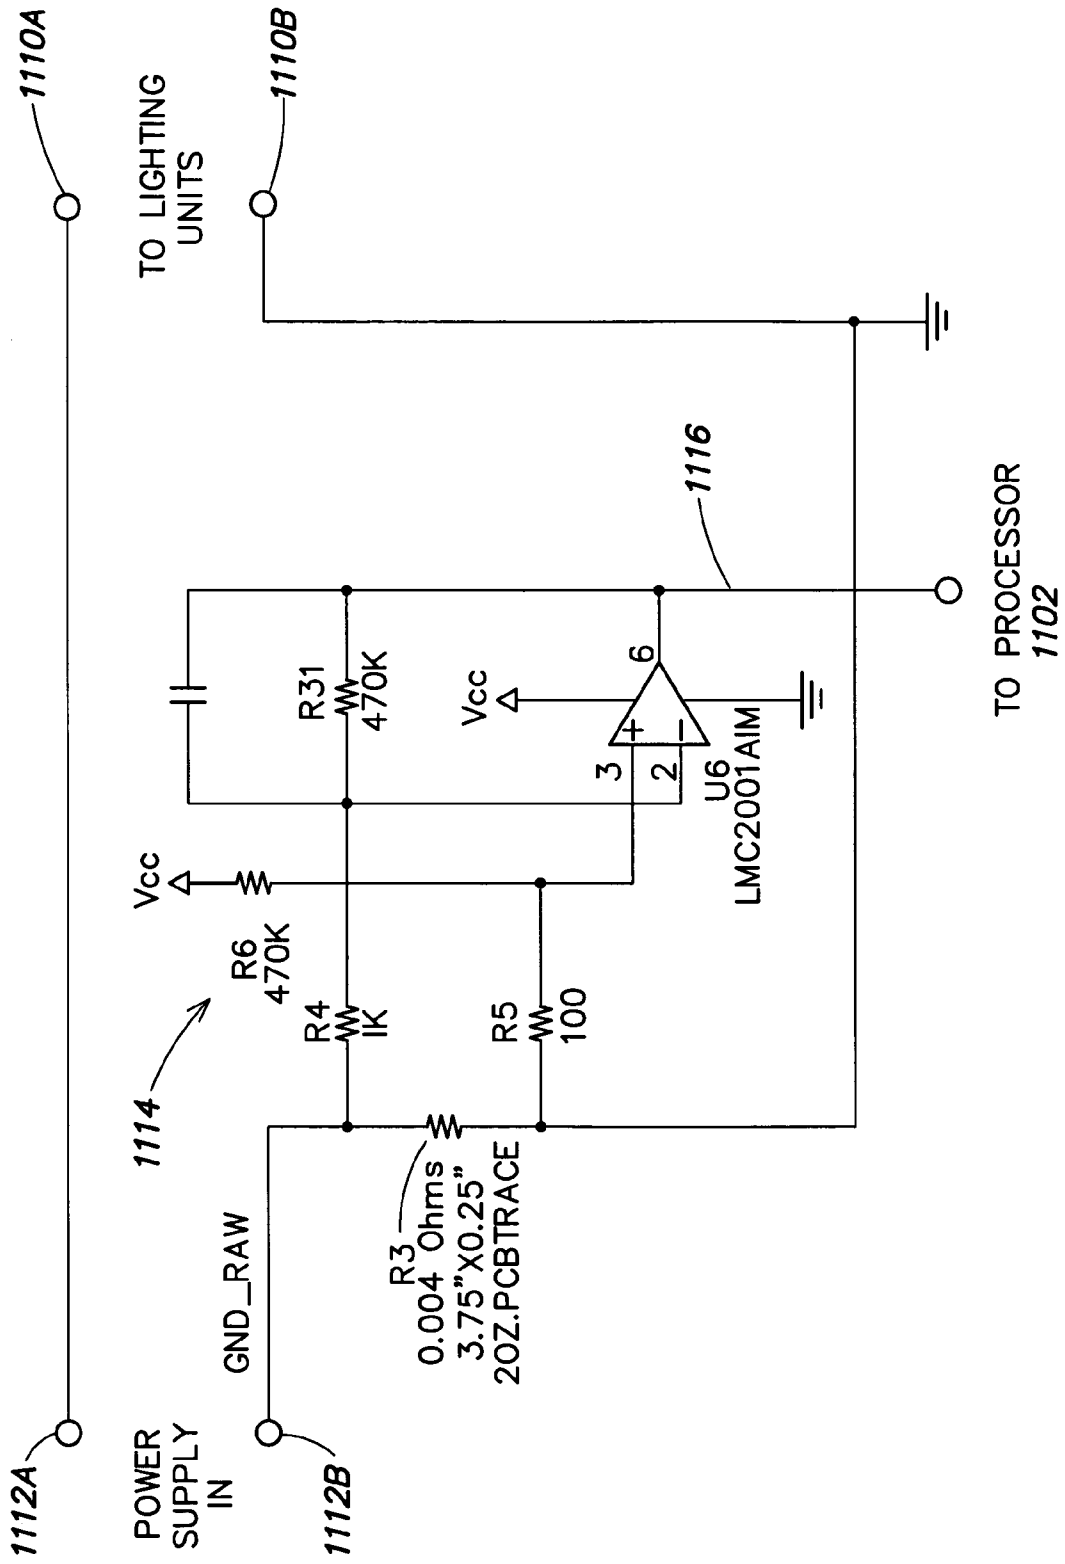 1112A
POWER
SUPPLY
IN
1112B
GND_RAW
R3
0.004 Ohms
3.75"X0.25"
2OZ.PCBTRACE
1114
R4
1K
R5
100
R6
470K
Vcc
R31
470K
Vcc
3
2
6
U6
LMC2001AIM
1116
TO PROCESSOR
1102
1110A
TO LIGHTING
UNITS
1110B